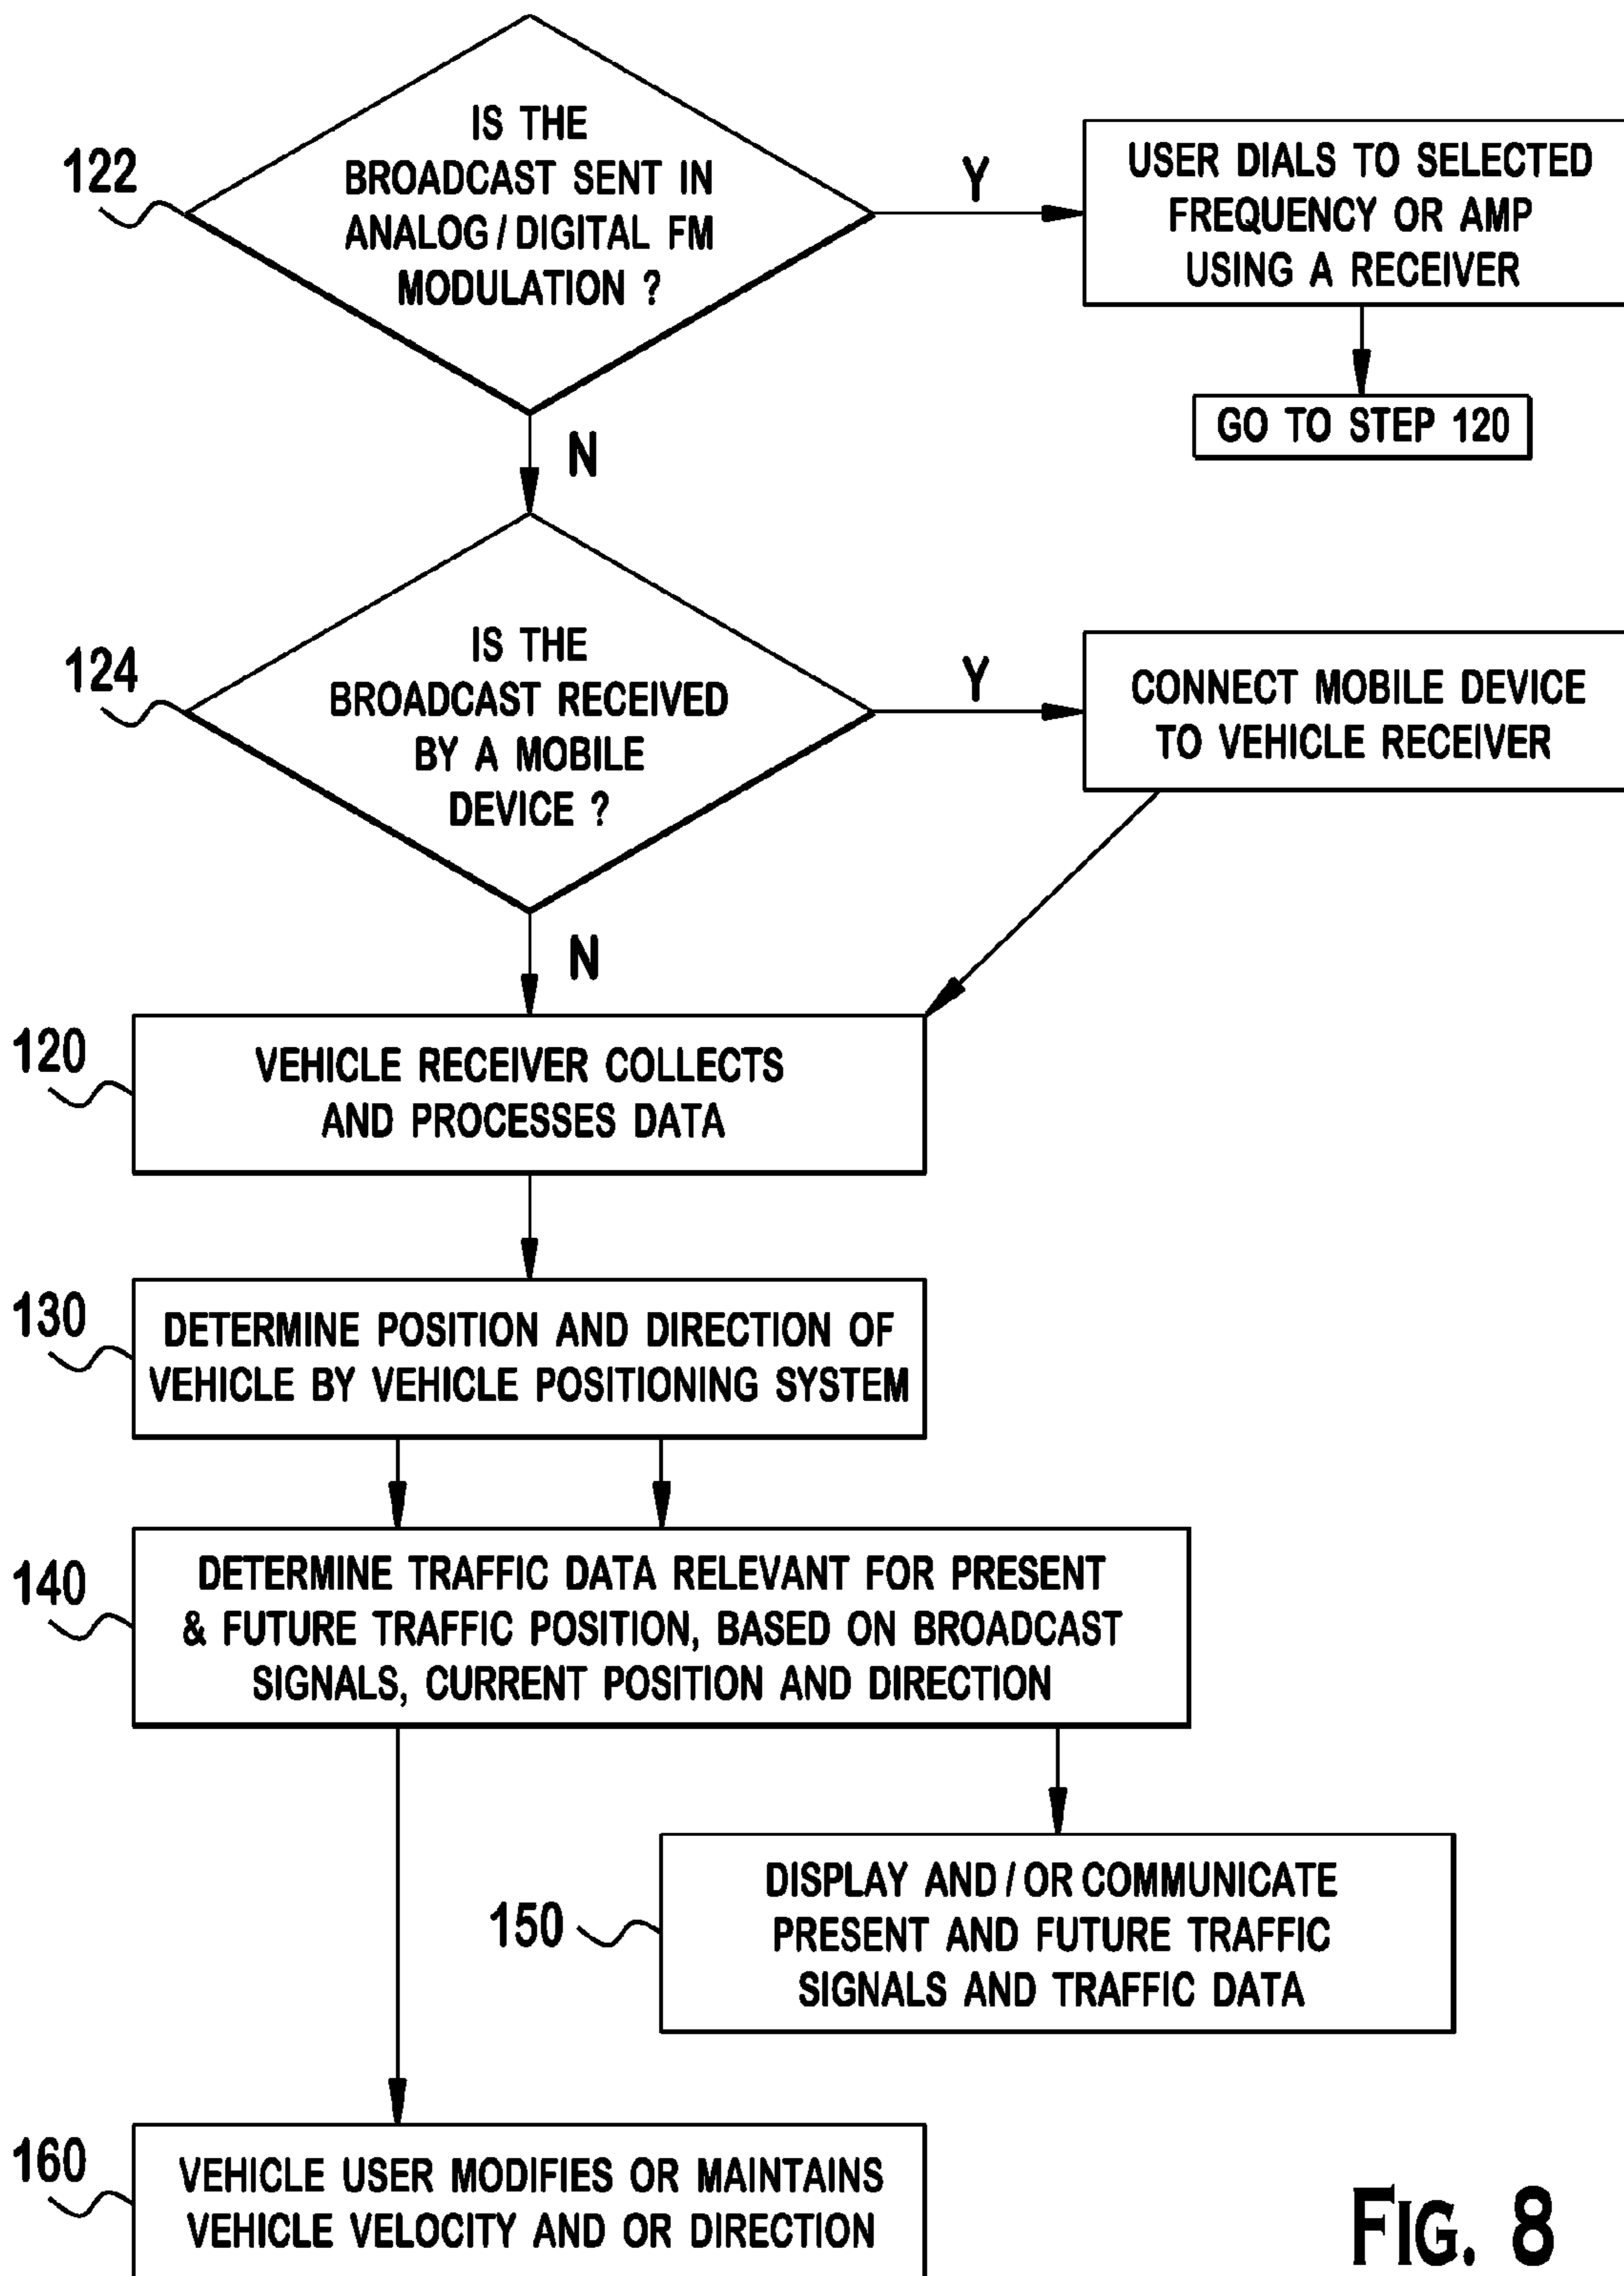 IS THE
BROADCAST SENT IN
ANALOG / DIGITAL FM
MODULATION ?
122
Y
USER DIALS TO SELECTED
FREQUENCY OR AMP
USING A RECEIVER
GO TO STEP 120
N
IS THE
BROADCAST RECEIVED
BY A MOBILE
DEVICE ?
124
Y
CONNECT MOBILE DEVICE
TO VEHICLE RECEIVER
N
120
VEHICLE RECEIVER COLLECTS
AND PROCESSES DATA
130
DETERMINE POSITION AND DIRECTION OF
VEHICLE BY VEHICLE POSITIONING SYSTEM
140
DETERMINE TRAFFIC DATA RELEVANT FOR PRESENT
& FUTURE TRAFFIC POSITION, BASED ON BROADCAST
SIGNALS, CURRENT POSITION AND DIRECTION
150
DISPLAY AND / OR COMMUNICATE
PRESENT AND FUTURE TRAFFIC
SIGNALS AND TRAFFIC DATA
160
VEHICLE USER MODIFIES OR MAINTAINS
VEHICLE VELOCITY AND OR DIRECTION
FIG. 8